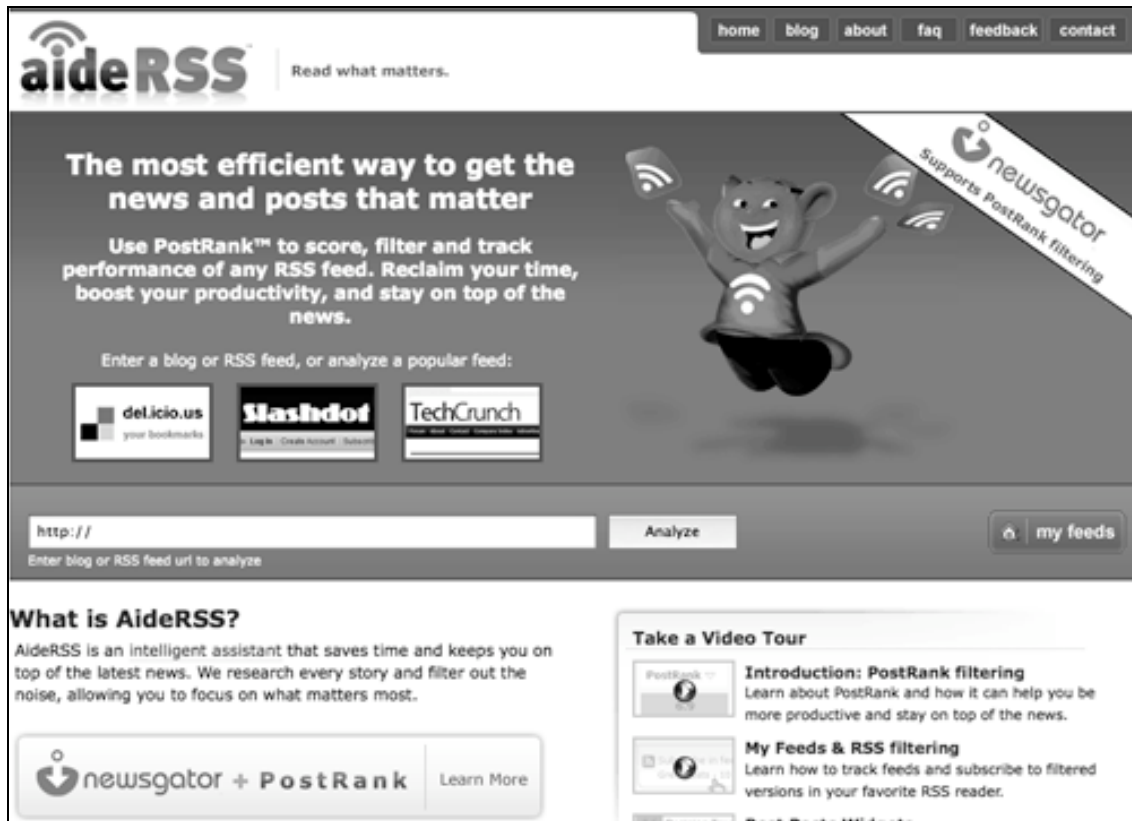 home blog about faq feedback contact
aideRSS
Read what matters.
newsgator
Supports PostRank filtering
The most efficient way to get the
news and posts that matter
Use PostRank™ to score, filter and track
performance of any RSS feed. Reclaim your time,
boost your productivity, and stay on top of the
news.
Enter a blog or RSS feed, or analyze a popular feed:
del.icio.us
your bookmarks
Slashdot
Log In Create Account Subscri
TechCrunch
http://
Analyze
my feeds
Enter blog or RSS feed url to analyze
What is AideRSS?
AideRSS is an intelligent assistant that saves time and keeps you on
top of the latest news. We research every story and filter out the
noise, allowing you to focus on what matters most.
newsgator + PostRank
Learn More
Take a Video Tour
PostRank
Introduction: PostRank filtering
Learn about PostRank and how it can help you be
more productive and stay on top of the news.
My Feeds & RSS filtering
Learn how to track feeds and subscribe to filtered
versions in your favorite RSS reader.